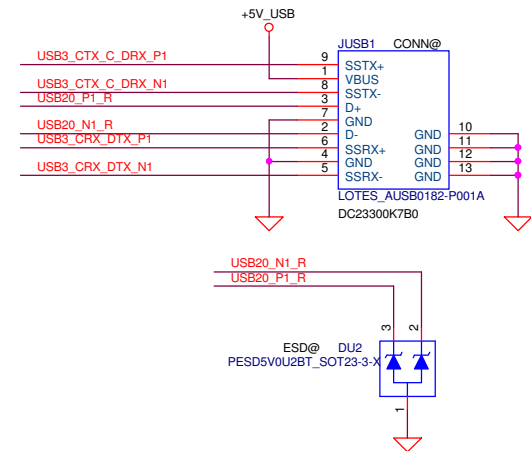 +5V_USB
JUSB1 CONN@
USB3_CTX_C_DRX_P1 9 SSTX+
1 VBUS
USB3_CTX_C_DRX_N1 8 SSTX-
USB20_P1_R 3 D+
7 GND
USB20_N1_R 2 D- GND 10
USB3_CRX_DTX_P1 6 SSRX+ GND 11
4 GND GND 12
USB3_CRX_DTX_N1 5 SSRX- GND 13
LOTES_AUSB0182-P001A
DC23300K7B0
USB20_N1_R
USB20_P1_R
3 2
ESD@ DU2
PESD5V0U2BT_SOT23-3-X
1